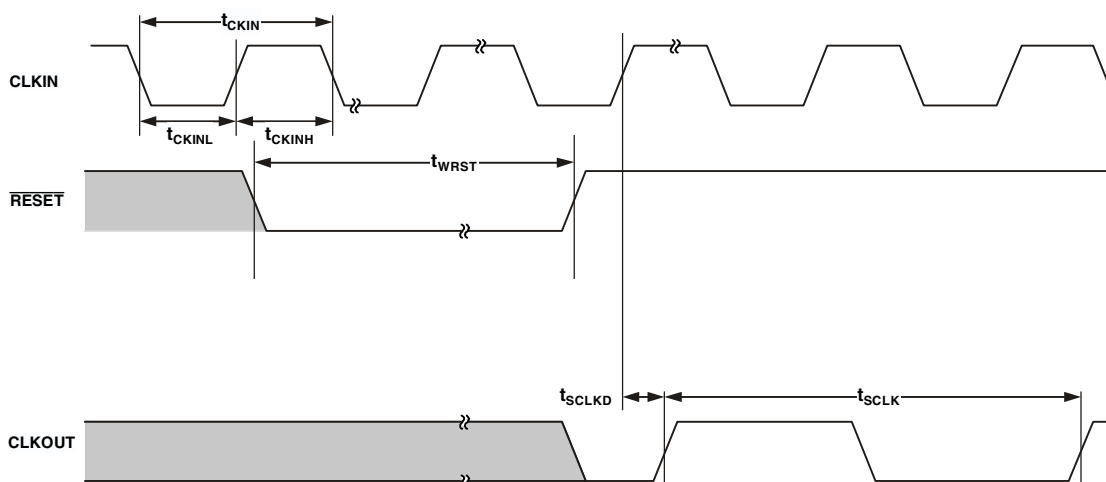 tCKIN
CLKIN
tCKINL
tCKINH
tWRST
RESET
tSCLKD
tSCLK
CLKOUT